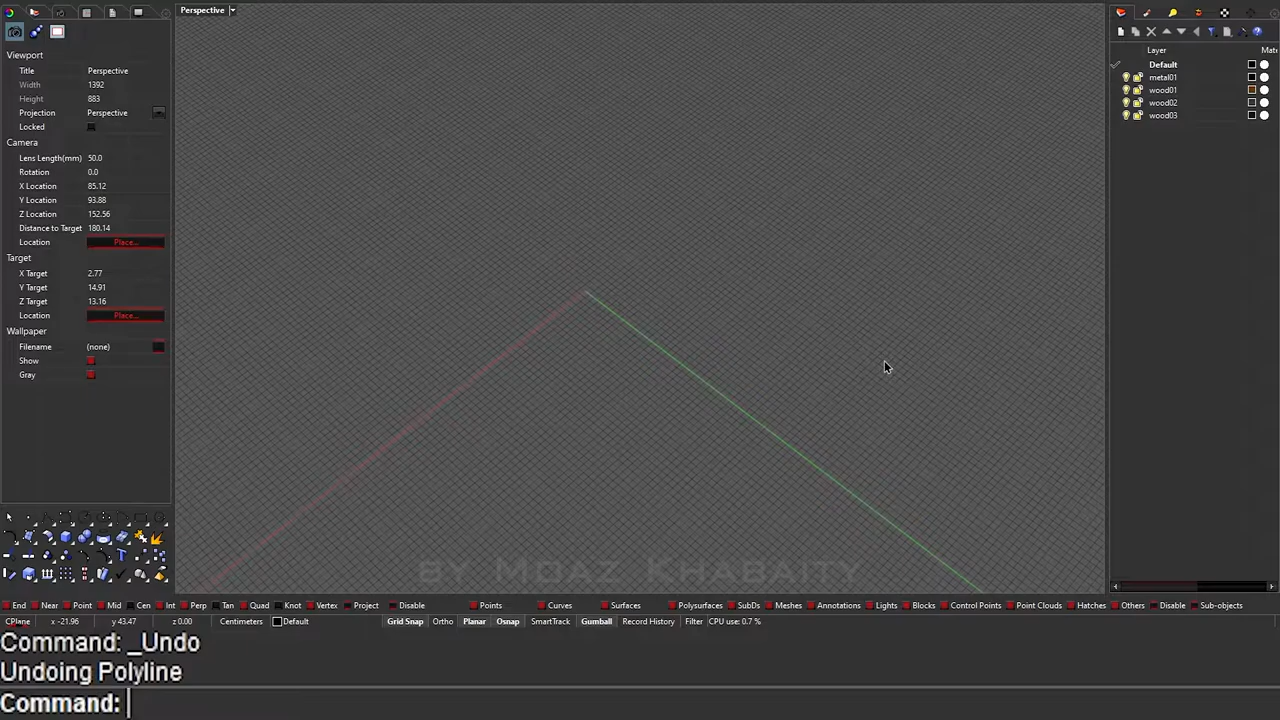 Perspective
Viewport
Title Perspective
Width 1392
Height 883
Projection Perspective
Locked
Camera
Lens Length(mm) 50.0
Rotation 0.0
X Location 85.12
Y Location 93.88
Z Location 152.56
Distance to Target 180.14
Location Place...
Target
X Target 2.77
Y Target 14.91
Z Target 13.16
Location Place...
Wallpaper
Filename (none)
Show
Gray
Layer Mate
Default
metal01
wood01
wood02
wood03
End Near Point Mid Cen Int Perp Tan Quad Knot Vertex Project Disable Points Curves Surfaces Polysurfaces SubDs Meshes Annotations Lights Blocks Control Points Point Clouds Hatches Others Disable Sub-objects
CPlane x -21.96 y 43.47 z 0.00 Centimeters Default Grid Snap Ortho Planar Osnap SmartTrack Gumball Record History Filter CPU use: 0.7 %
Command: _Undo
Undoing Polyline
Command: